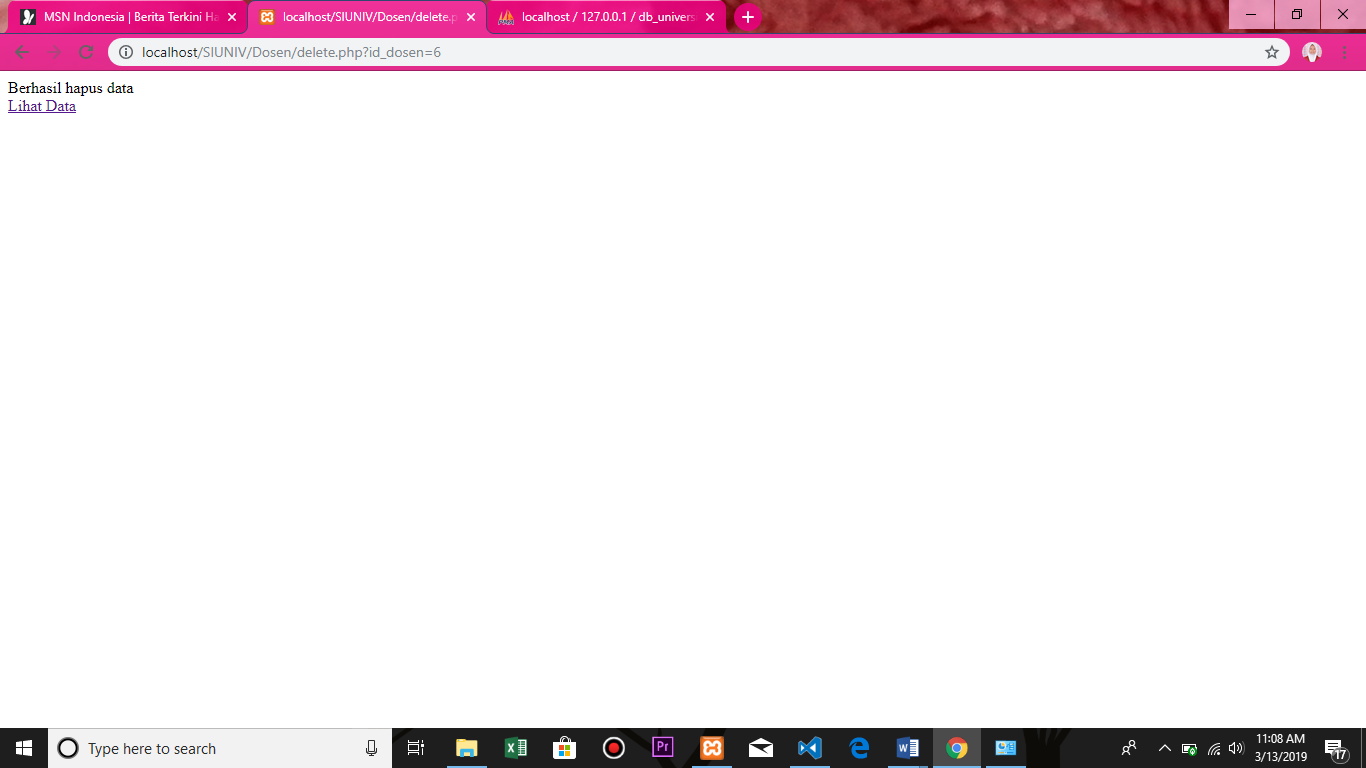 MSN Indonesia | Berita Terkini Ha
localhost/SIUNIV/Dosen/delete.p
localhost / 127.0.0.1 / db_univers
localhost/SIUNIV/Dosen/delete.php?id_dosen=6
Berhasil hapus data
Lihat Data
Type here to search
Pr
11:08 AM
3/13/2019
17